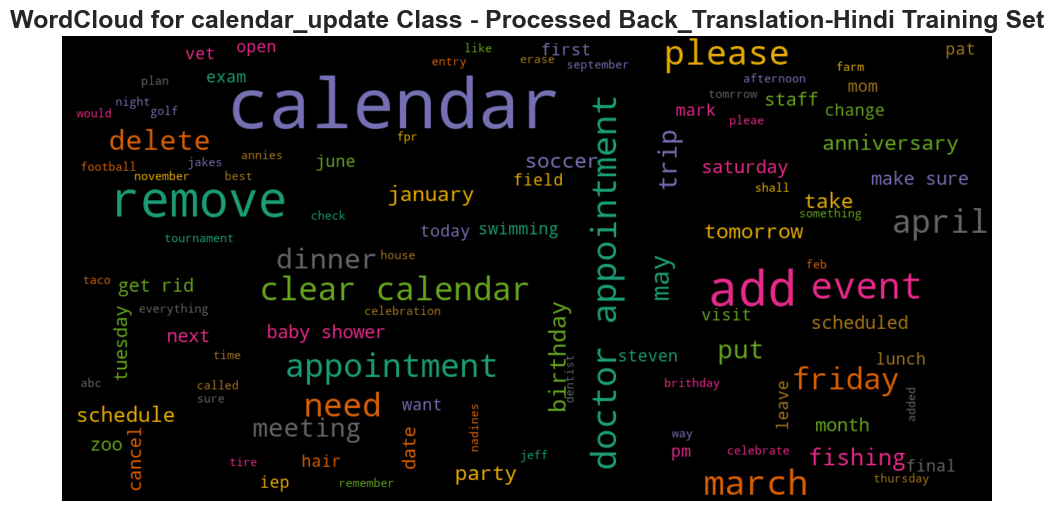 WordCloud for calendar_update Class - Processed Back_Translation-Hindi Training Set
vet open like first please pat
plan exam entry erase september afternoon farm mom
would night golf calendar tomrrow staff change
delete fpr mark pleae
football jakes annies june soccer trip saturday anniversary
november best january field shall make sure
remove check take something
tournament today swimming tomorrow april
dinner house may feb
taco get rid clear calendar add event
everything celebration visit scheduled
tuesday next baby shower birthday doctor appointment
time appointment steven put lunch
abc called dentist brithday friday
sure need want leave added
schedule meeting month
zoo cancel date nadines way
hair jeff pm celebrate fishing final
tire party thursday
iep remember march